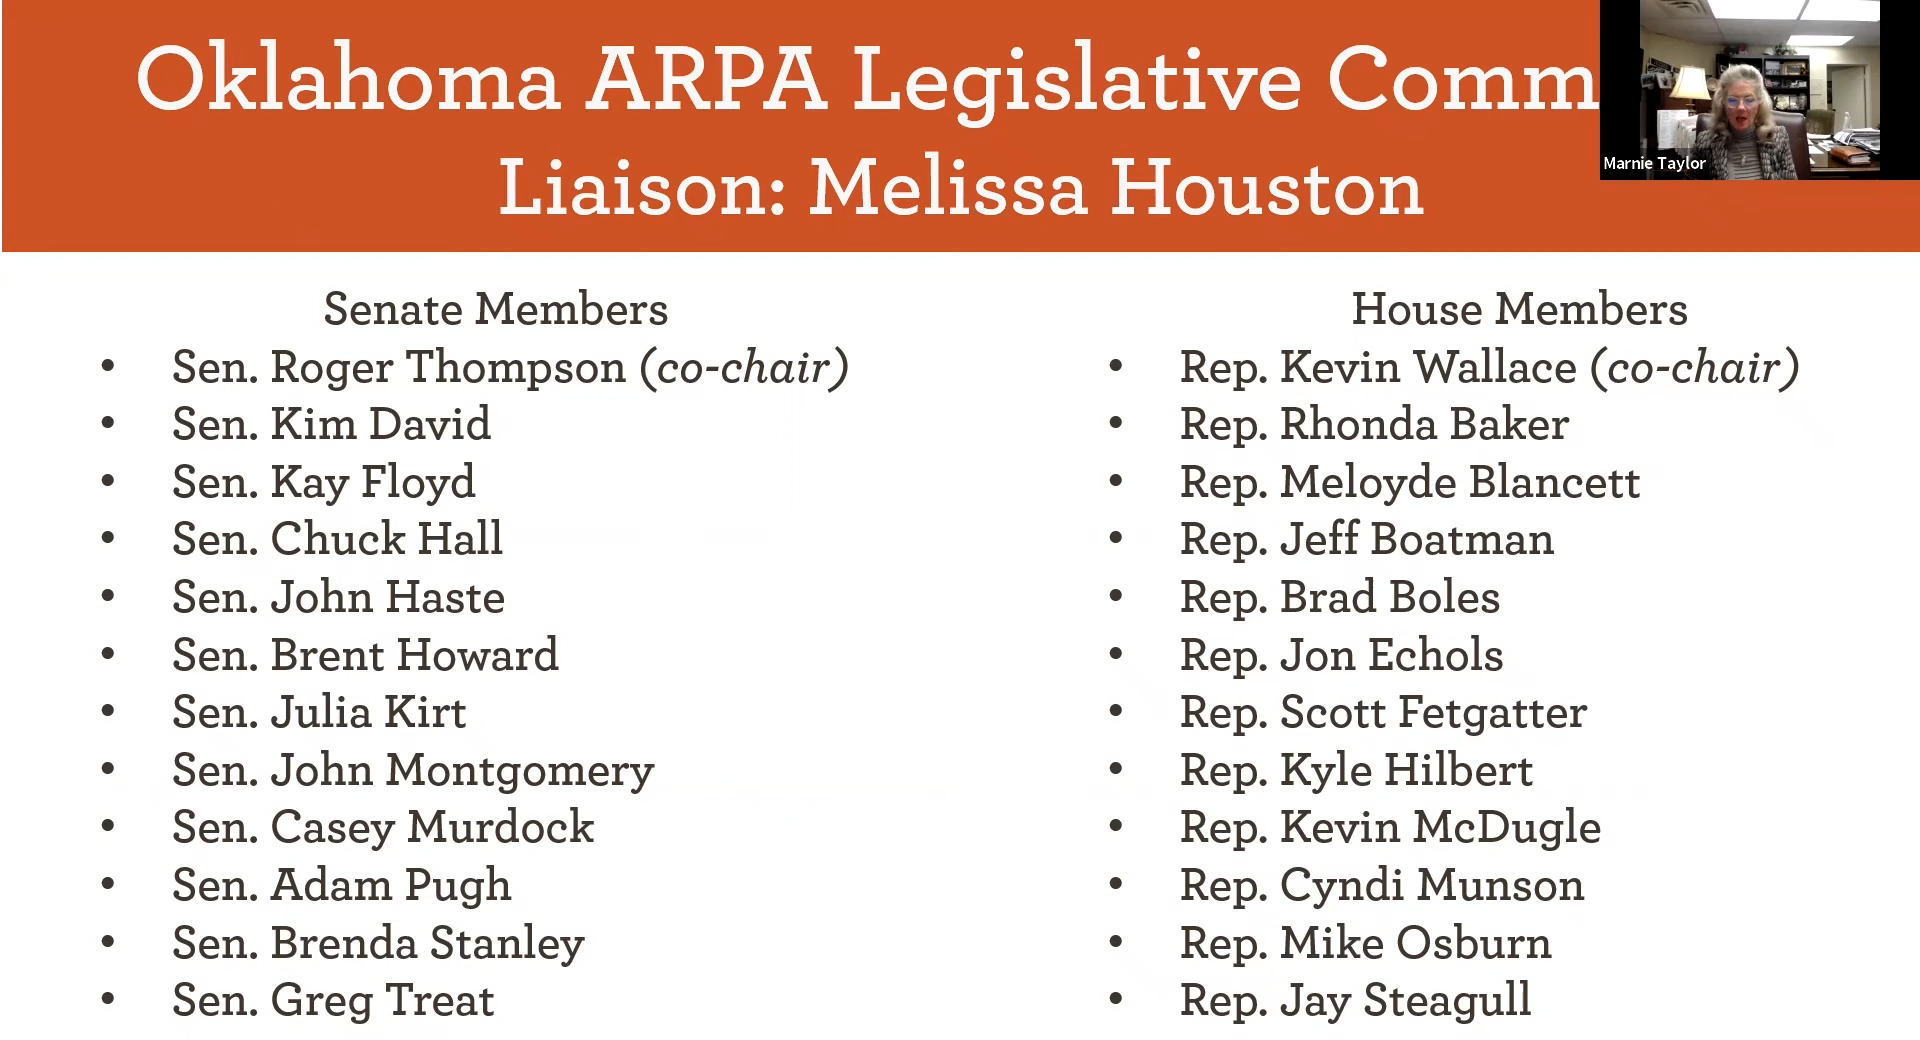 Oklahoma ARPA Legislative Comm
Liaison: Melissa Houston
Marnie Taylor
Senate Members
• Sen. Roger Thompson (co-chair)
• Sen. Kim David
• Sen. Kay Floyd
• Sen. Chuck Hall
• Sen. John Haste
• Sen. Brent Howard
• Sen. Julia Kirt
• Sen. John Montgomery
• Sen. Casey Murdock
• Sen. Adam Pugh
• Sen. Brenda Stanley
• Sen. Greg Treat
House Members
• Rep. Kevin Wallace (co-chair)
• Rep. Rhonda Baker
• Rep. Meloyde Blancett
• Rep. Jeff Boatman
• Rep. Brad Boles
• Rep. Jon Echols
• Rep. Scott Fetgatter
• Rep. Kyle Hilbert
• Rep. Kevin McDugle
• Rep. Cyndi Munson
• Rep. Mike Osburn
• Rep. Jay Steagull